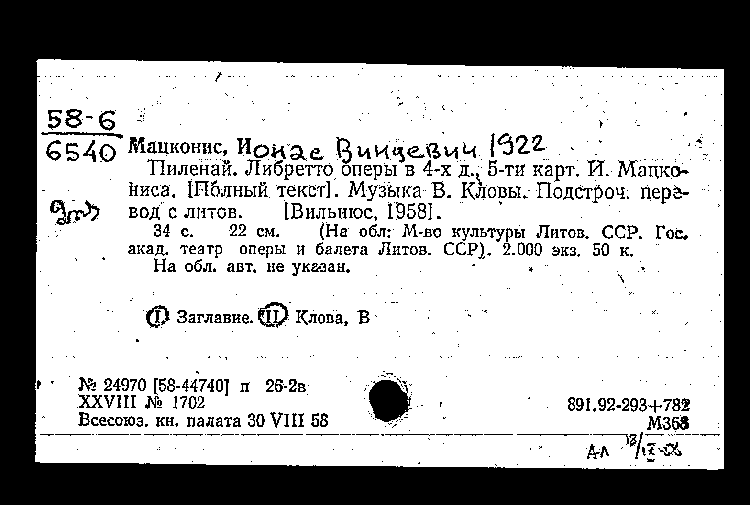 58-6
6540
Мацконис, Ионас Винцевич 1922
Пиленай. Либретто оперы в 4-х д., 5-ти карт. И. Мацко-
ниса. [Полный текст]. Музыка В. Кловы. Подстроч. пере-
вод с литов. [Вильнюс, 1958].
34 с. 22 см. (На обл: М-во культуры Литов. ССР. Гос.
акад. театр оперы и балета Литов. ССР). 2.000 экз. 50 к.
На обл. авт. не указан.
I Заглавие. II Клова, В
№ 24970 [58-44740] п 26-2в
XXVIII № 1702
Всесоюз. кн. палата 30 VIII 58
891.92-293+782
М368
А-Л